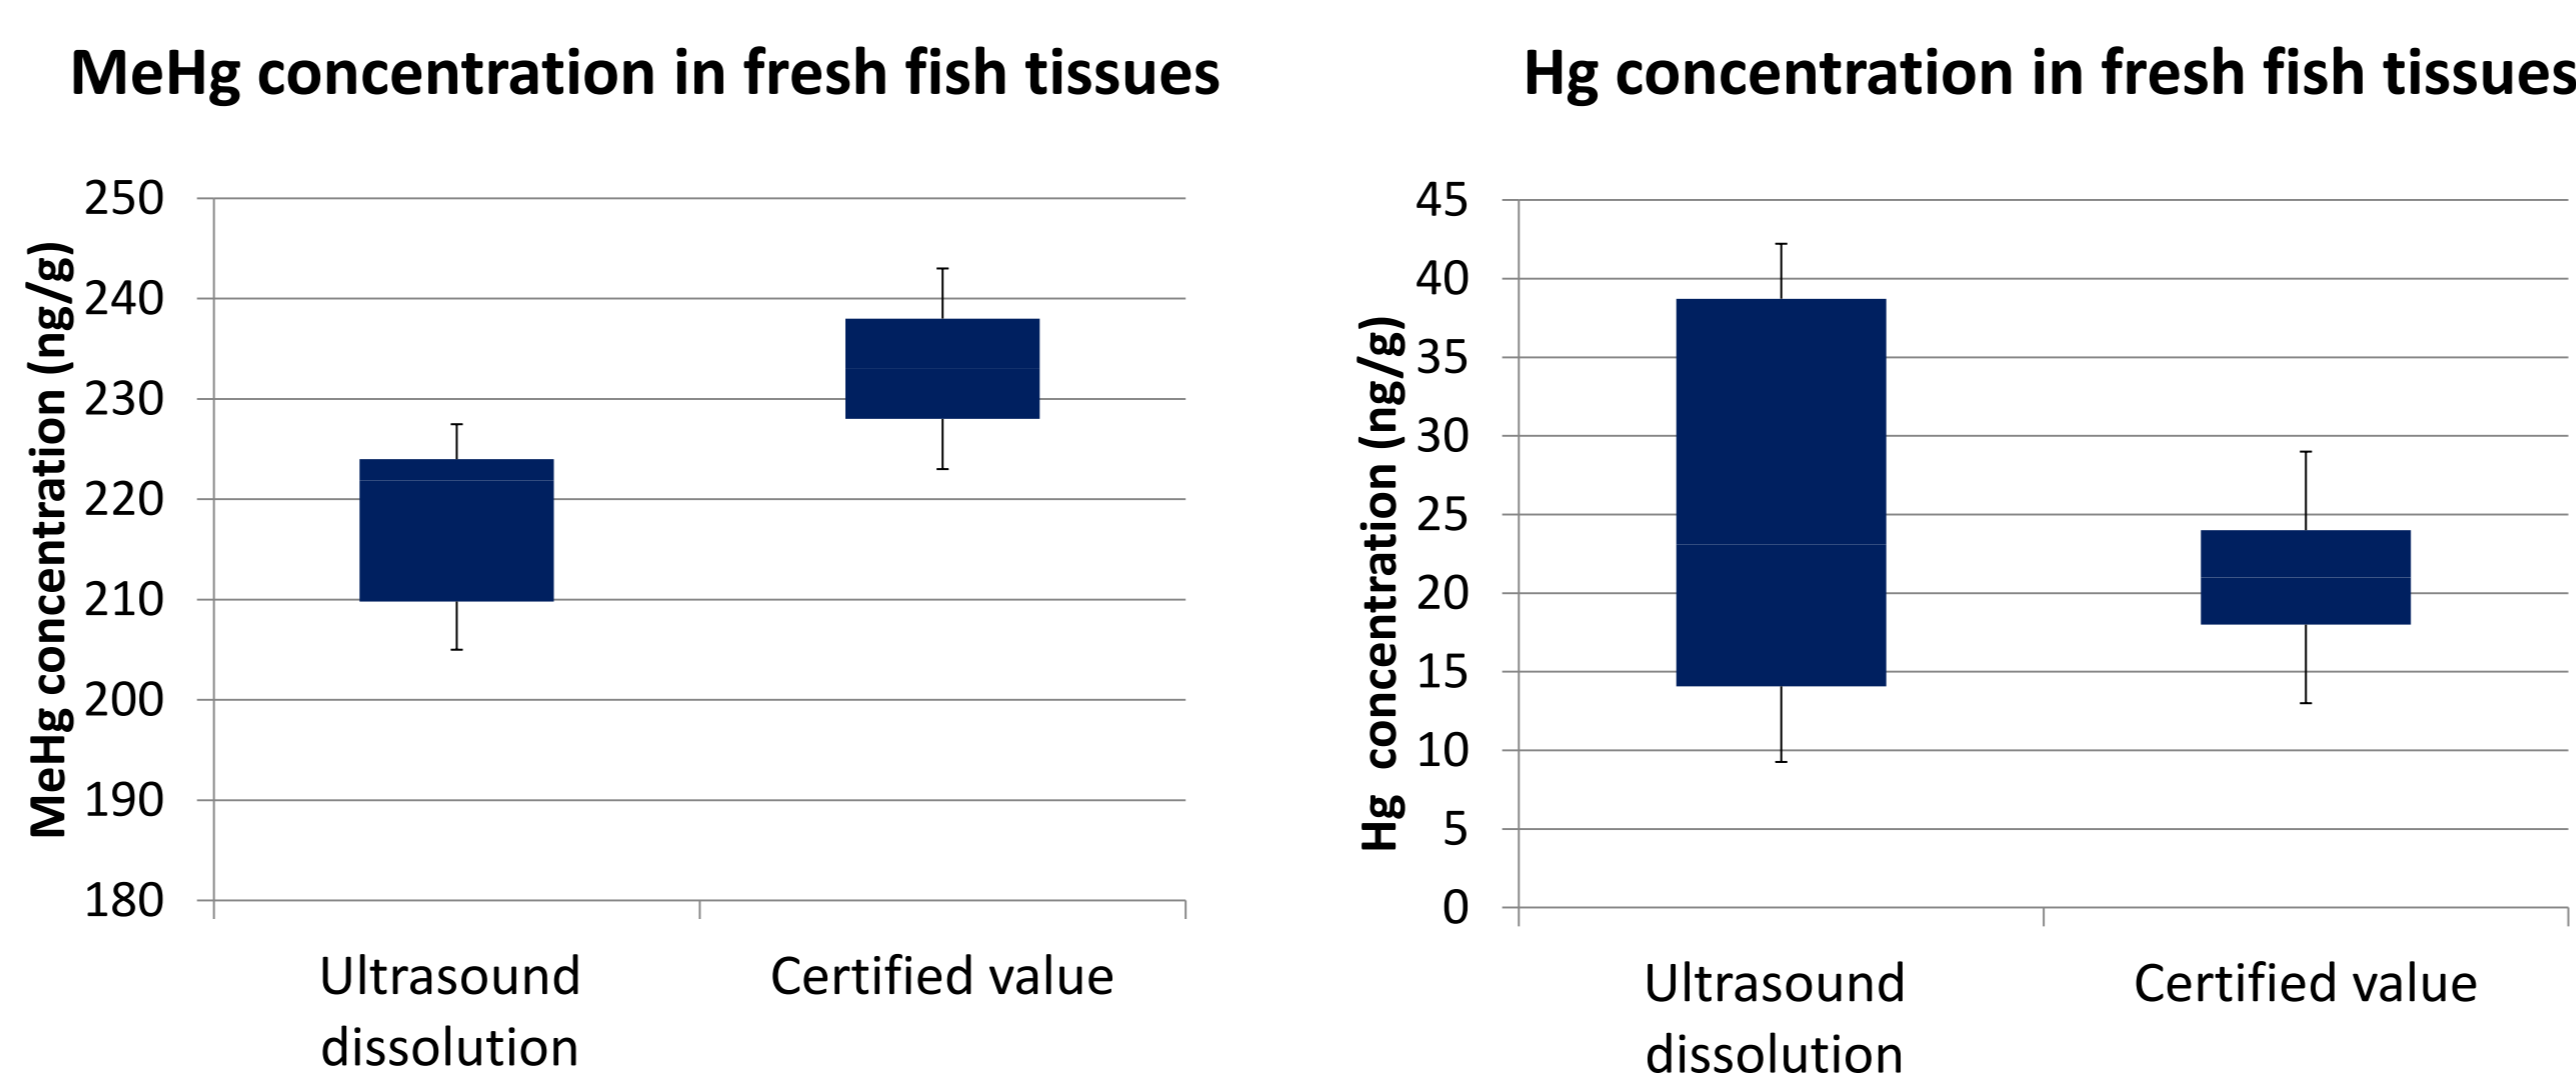 MeHg concentration in fresh fish tissues
MeHg concentration (ng/g)
250
240
230
220
210
200
190
180
Ultrasound
dissolution
Certified value
Hg concentration in fresh fish tissues
Hg concentration (ng/g)
45
40
35
30
25
20
15
10
5
0
Ultrasound
dissolution
Certified value